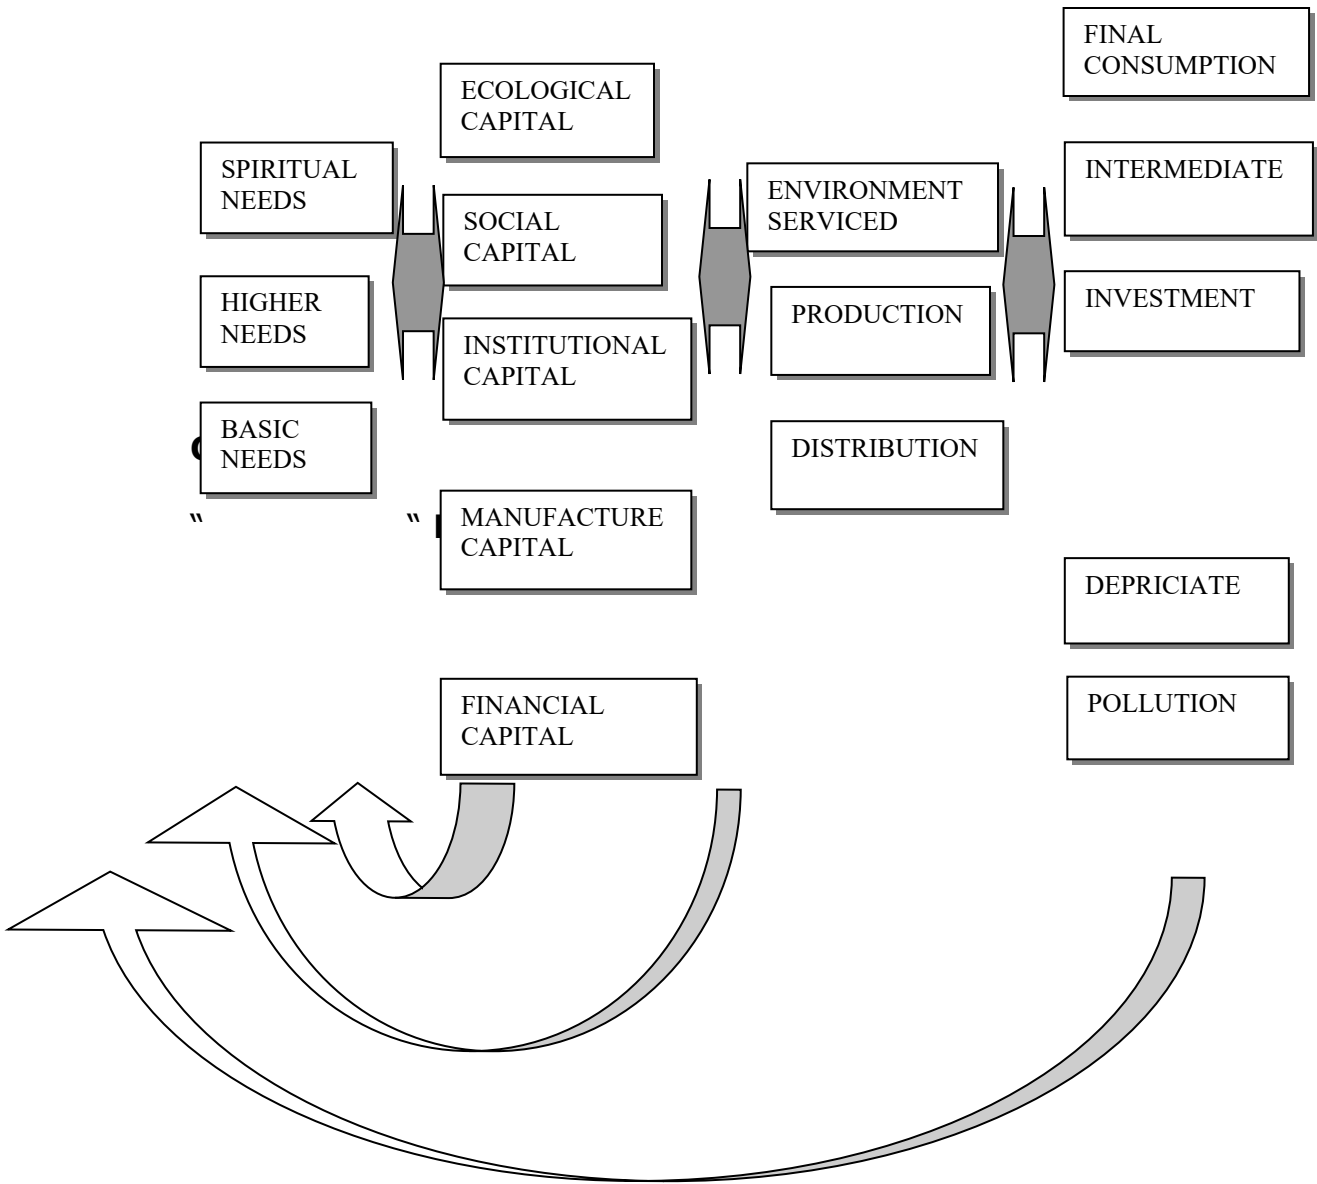 SPIRITUAL
NEEDS
HIGHER
NEEDS
BASIC
NEEDS
ECOLOGICAL
CAPITAL
SOCIAL
CAPITAL
INSTITUTIONAL
CAPITAL
MANUFACTURE
CAPITAL
FINANCIAL
CAPITAL
ENVIRONMENT
SERVICED
PRODUCTION
DISTRIBUTION
FINAL
CONSUMPTION
INTERMEDIATE
INVESTMENT
DEPRICIATE
POLLUTION